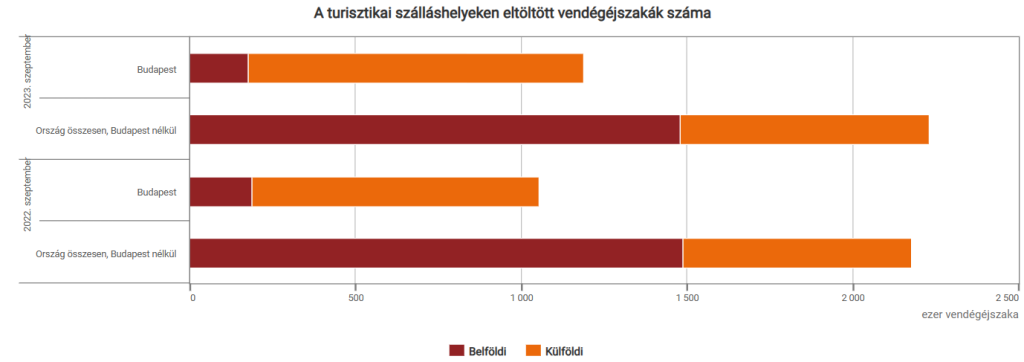 A turisztikai szálláshelyeken eltöltött vendégéjszakák száma
2023. szeptember
Budapest
Ország összesen, Budapest nélkül
2022. szeptember
Budapest
Ország összesen, Budapest nélkül
0 500 1 000 1 500 2 000 2 500
ezer vendégéjszaka
Belföldi Külföldi